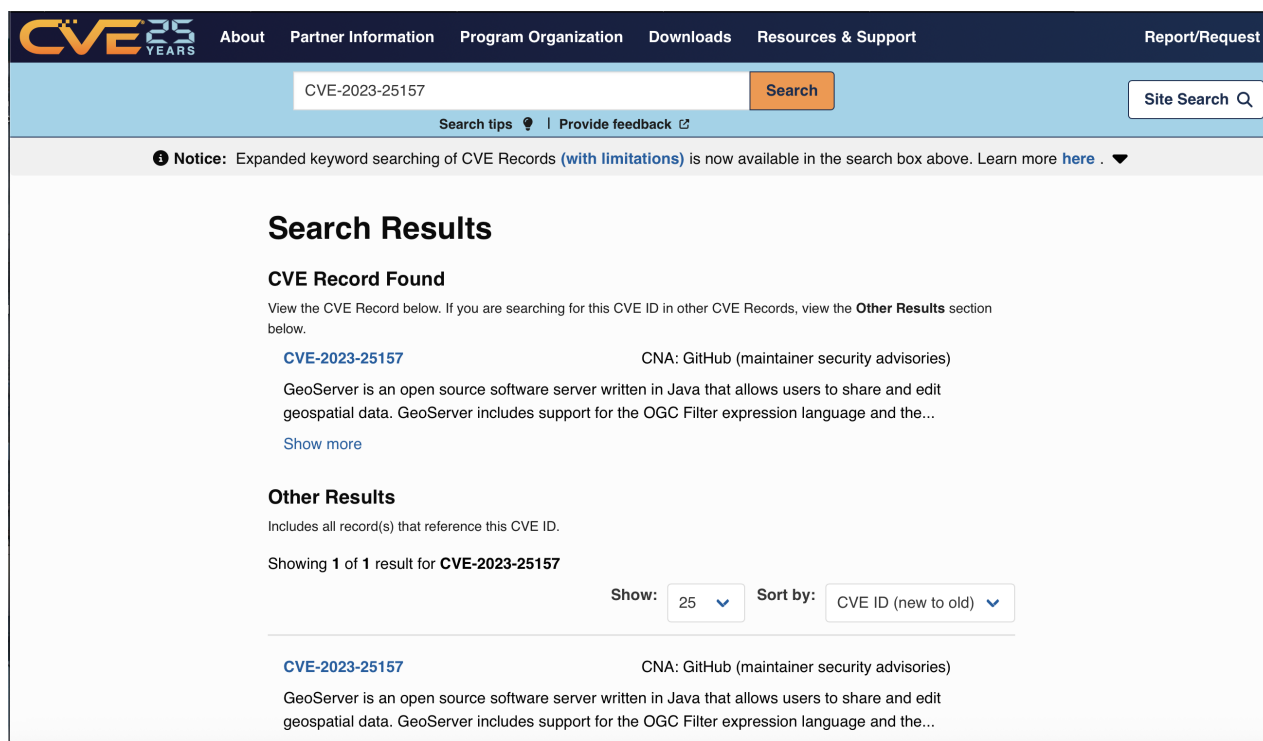 CVE 25 YEARS About Partner Information Program Organization Downloads Resources & Support Report/Request
CVE-2023-25157 Search
Site Search
Search tips | Provide feedback
Notice: Expanded keyword searching of CVE Records (with limitations) is now available in the search box above. Learn more here .
Search Results
CVE Record Found
View the CVE Record below. If you are searching for this CVE ID in other CVE Records, view the Other Results section
below.
CVE-2023-25157 CNA: GitHub (maintainer security advisories)
GeoServer is an open source software server written in Java that allows users to share and edit
geospatial data. GeoServer includes support for the OGC Filter expression language and the...
Show more
Other Results
Includes all record(s) that reference this CVE ID.
Showing 1 of 1 result for CVE-2023-25157
Show: 25 Sort by: CVE ID (new to old)
CVE-2023-25157 CNA: GitHub (maintainer security advisories)
GeoServer is an open source software server written in Java that allows users to share and edit
geospatial data. GeoServer includes support for the OGC Filter expression language and the...